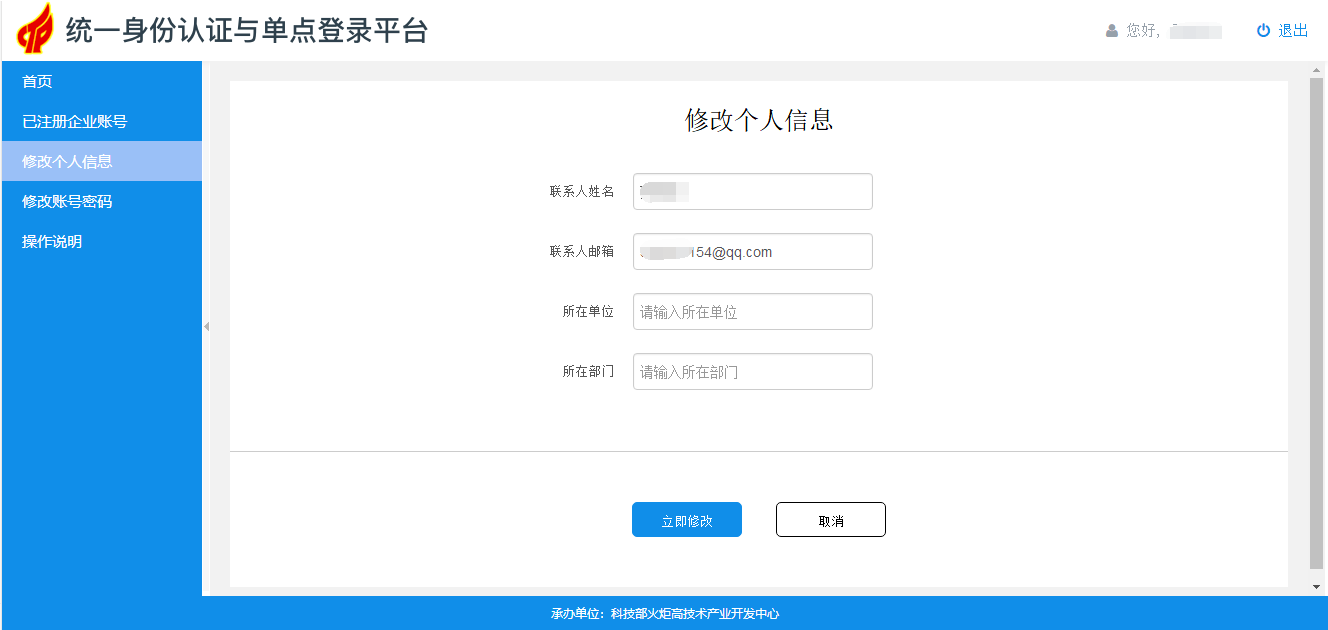 统一身份认证与单点登录平台
您好,
退出
首页
已注册企业账号
修改个人信息
修改账号密码
操作说明
修改个人信息
联系人姓名
联系人邮箱
154@qq.com
所在单位
请输入所在单位
所在部门
请输入所在部门
立即修改
取消
承办单位：科技部火炬高技术产业开发中心